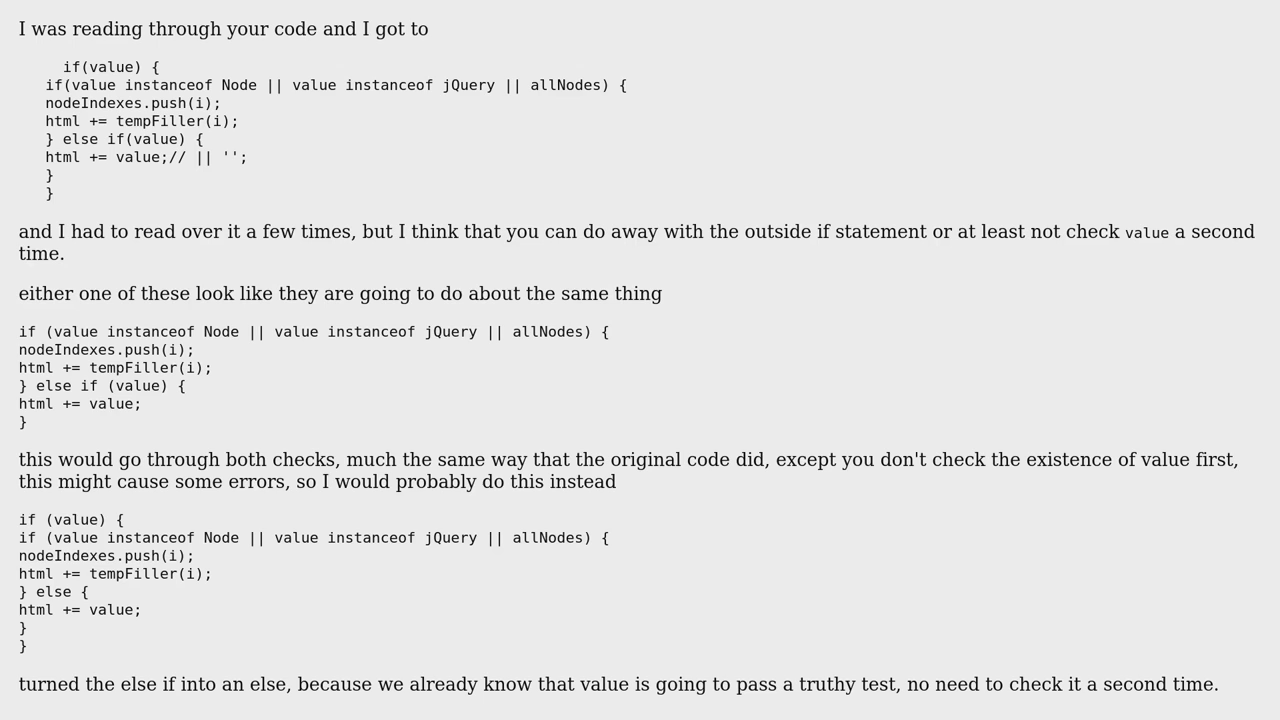 I was reading through your code and I got to
if(value) {
if(value instanceof Node || value instanceof jQuery || allNodes) {
nodeIndexes.push(i);
html += tempFiller(i);
} else if(value) {
html += value;// || '';
}
}
and I had to read over it a few times, but I think that you can do away with the outside if statement or at least not check value a second
time.
either one of these look like they are going to do about the same thing
if (value instanceof Node || value instanceof jQuery || allNodes) {
nodeIndexes.push(i);
html += tempFiller(i);
} else if (value) {
html += value;
}
this would go through both checks, much the same way that the original code did, except you don't check the existence of value first,
this might cause some errors, so I would probably do this instead
if (value) {
if (value instanceof Node || value instanceof jQuery || allNodes) {
nodeIndexes.push(i);
html += tempFiller(i);
} else {
html += value;
}
}
turned the else if into an else, because we already know that value is going to pass a truthy test, no need to check it a second time.